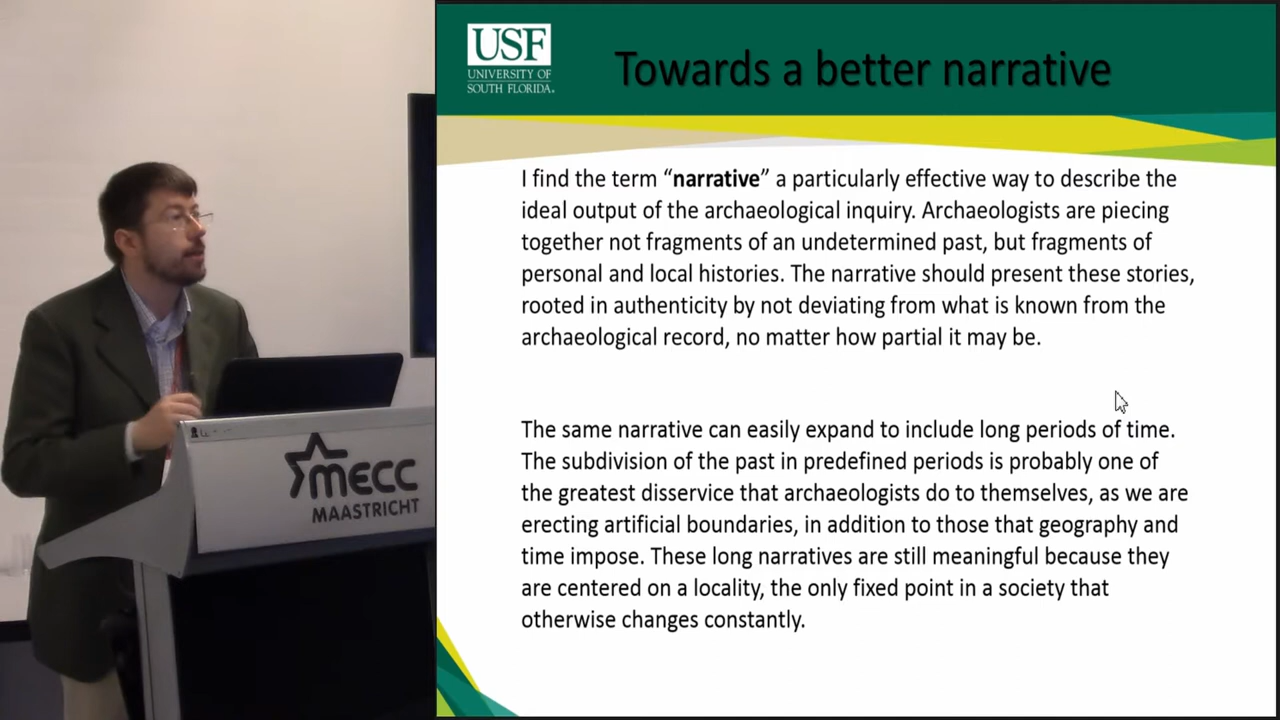 USF
UNIVERSITY OF
SOUTH FLORIDA.
Towards a better narrative
I find the term “narrative” a particularly effective way to describe the
ideal output of the archaeological inquiry. Archaeologists are piecing
together not fragments of an undetermined past, but fragments of
personal and local histories. The narrative should present these stories,
rooted in authenticity by not deviating from what is known from the
archaeological record, no matter how partial it may be.
The same narrative can easily expand to include long periods of time.
The subdivision of the past in predefined periods is probably one of
the greatest disservice that archaeologists do to themselves, as we are
erecting artificial boundaries, in addition to those that geography and
time impose. These long narratives are still meaningful because they
are centered on a locality, the only fixed point in a society that
otherwise changes constantly.
mecc
MAASTRICHT